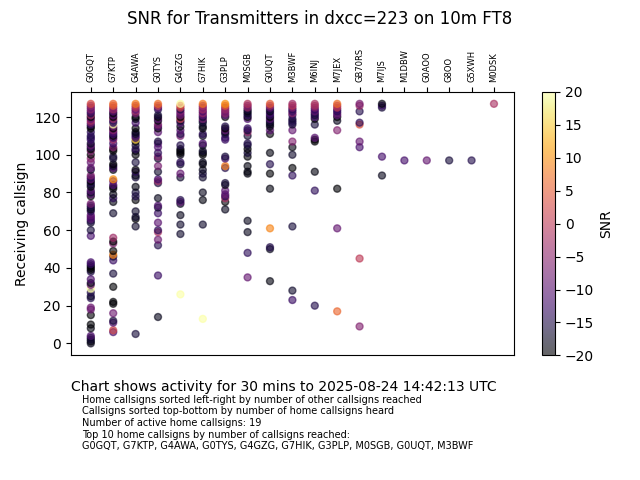 SNR for Transmitters in dxcc=223 on 10m FT8
G0GQT G7KTP G4AWA G0TYS G4GZG G7HIK G3PLP M0SGB G0UQT M3BWF M6INJ M7JEX GB70RS M7IJS M1DBW G0AOO G8OO G5XWH M0DSK
120
100
80
60
40
20
0
Receiving callsign
20
15
10
5
0
−5
−10
−15
−20
SNR
Chart shows activity for 30 mins to 2025-08-24 14:42:13 UTC
Home callsigns sorted left-right by number of other callsigns reached
Callsigns sorted top-bottom by number of home callsigns heard
Number of active home callsigns: 19
Top 10 home callsigns by number of callsigns reached:
G0GQT, G7KTP, G4AWA, G0TYS, G4GZG, G7HIK, G3PLP, M0SGB, G0UQT, M3BWF